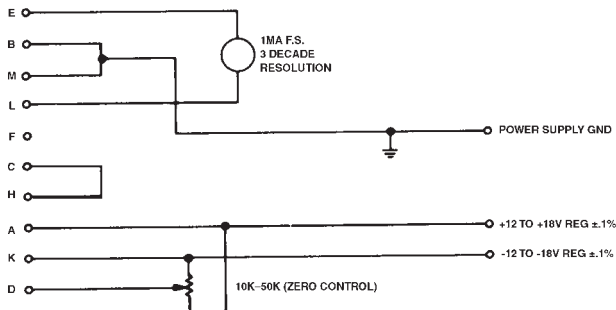 E
B
M
L
F
C
H
A
K
D
1MA F.S.
3 DECADE
RESOLUTION
POWER SUPPLY GND
+12 TO +18V REG ±.1%
-12 TO -18V REG ±.1%
10K–50K (ZERO CONTROL)